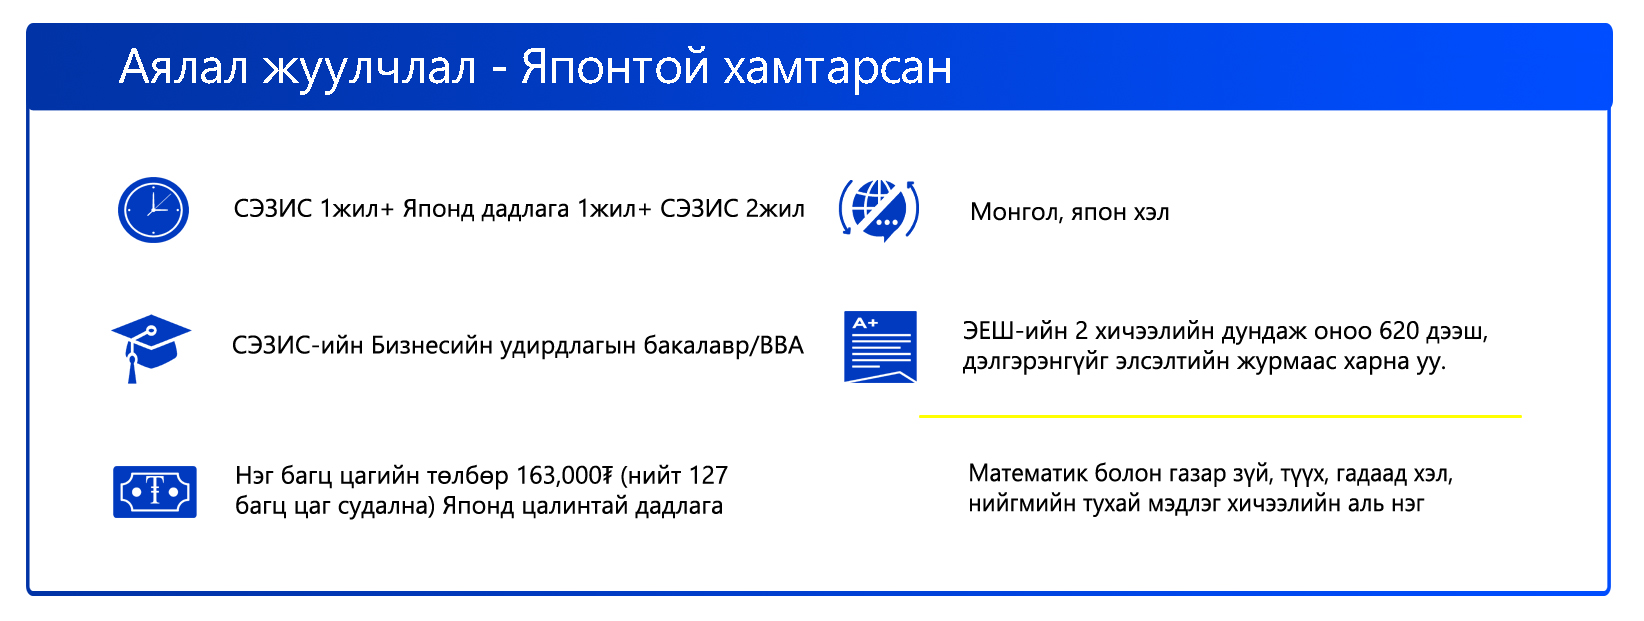 Аялал жуулчлал - Японтой хамтарсан
СЭЗИС 1жил+ Японд дадлага 1жил+ СЭЗИС 2жил
Монгол, япон хэл
СЭЗИС-ийн Бизнесийн удирдлагын бакалавр/BBA
A+
ЭЕШ-ийн 2 хичээлийн дундаж оноо 620 дээш,
дэлгэрэнгүйг элсэлтийн журмаас харна уу.
Нэг багц цагийн төлбөр 163,000₮ (нийт 127
багц цаг судална) Японд цалинтай дадлага
₮
Математик болон газар зүй, түүх, гадаад хэл,
нийгмийн тухай мэдлэг хичээлийн аль нэг